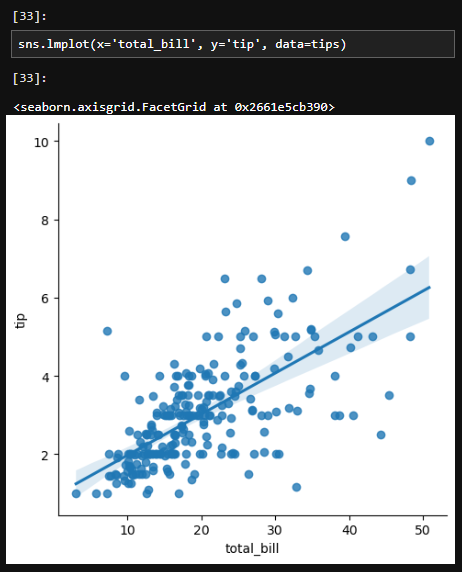 [33]:
sns.lmplot(x='total_bill', y='tip', data=tips)
[33]:
<seaborn.axisgrid.FacetGrid at 0x2661e5cb390>
10
8
6
4
2
tip
10 20 30 40 50
total_bill